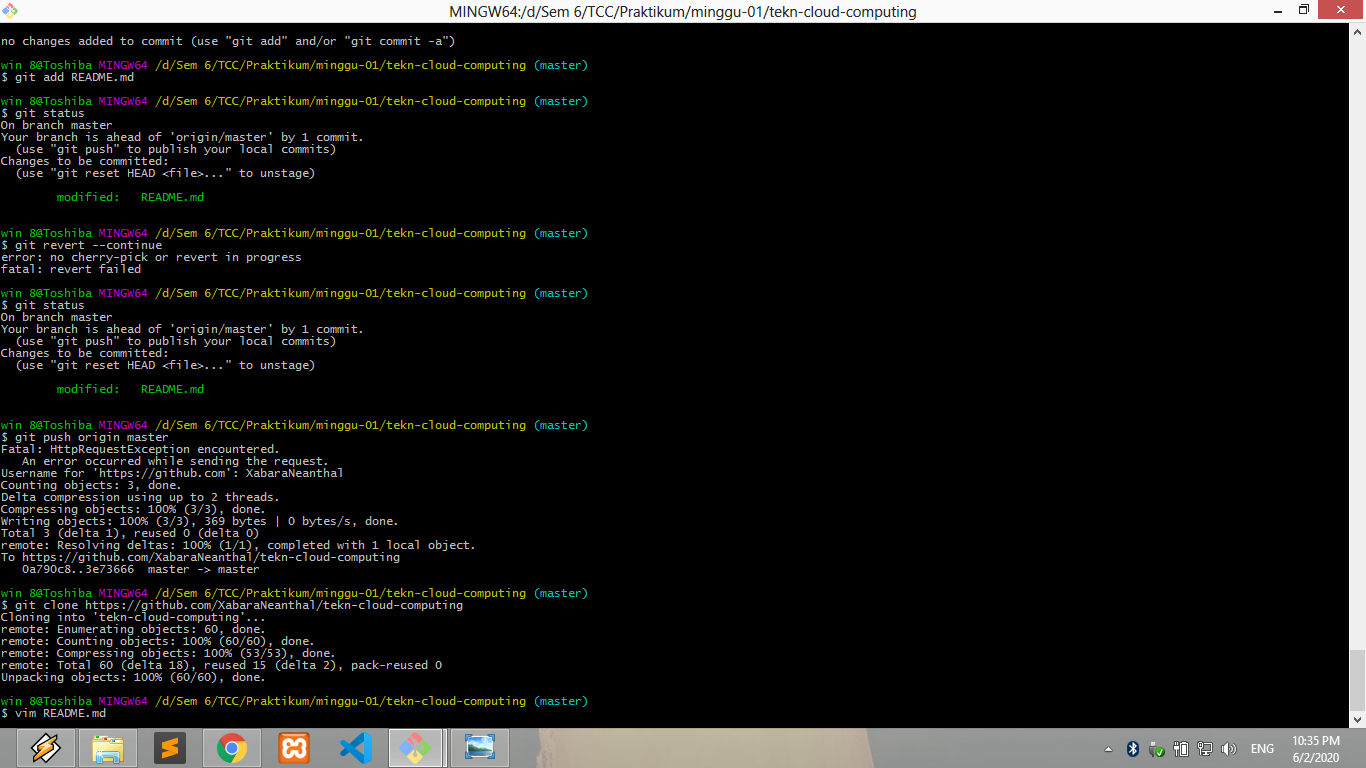 MINGW64:/d/Sem 6/TCC/Praktikum/minggu-01/tekn-cloud-computing
no changes added to commit (use "git add" and/or "git commit -a")
win 8@Toshiba MINGW64 /d/Sem 6/TCC/Praktikum/minggu-01/tekn-cloud-computing (master)
$ git add README.md
win 8@Toshiba MINGW64 /d/Sem 6/TCC/Praktikum/minggu-01/tekn-cloud-computing (master)
$ git status
On branch master
Your branch is ahead of 'origin/master' by 1 commit.
  (use "git push" to publish your local commits)
Changes to be committed:
  (use "git reset HEAD <file>..." to unstage)
        modified:   README.md
win 8@Toshiba MINGW64 /d/Sem 6/TCC/Praktikum/minggu-01/tekn-cloud-computing (master)
$ git revert --continue
error: no cherry-pick or revert in progress
fatal: revert failed
win 8@Toshiba MINGW64 /d/Sem 6/TCC/Praktikum/minggu-01/tekn-cloud-computing (master)
$ git status
On branch master
Your branch is ahead of 'origin/master' by 1 commit.
  (use "git push" to publish your local commits)
Changes to be committed:
  (use "git reset HEAD <file>..." to unstage)
        modified:   README.md
win 8@Toshiba MINGW64 /d/Sem 6/TCC/Praktikum/minggu-01/tekn-cloud-computing (master)
$ git push origin master
Fatal: HttpRequestException encountered.
   An error occurred while sending the request.
Username for 'https://github.com': XabaraNeanthal
Counting objects: 3, done.
Delta compression using up to 2 threads.
Compressing objects: 100% (3/3), done.
Writing objects: 100% (3/3), 369 bytes | 0 bytes/s, done.
Total 3 (delta 1), reused 0 (delta 0)
remote: Resolving deltas: 100% (1/1), completed with 1 local object.
To https://github.com/XabaraNeanthal/tekn-cloud-computing
   0a790c8..3e73666  master -> master
win 8@Toshiba MINGW64 /d/Sem 6/TCC/Praktikum/minggu-01/tekn-cloud-computing (master)
$ git clone https://github.com/XabaraNeanthal/tekn-cloud-computing
Cloning into 'tekn-cloud-computing'...
remote: Enumerating objects: 60, done.
remote: Counting objects: 100% (60/60), done.
remote: Compressing objects: 100% (53/53), done.
remote: Total 60 (delta 18), reused 15 (delta 2), pack-reused 0
Unpacking objects: 100% (60/60), done.
win 8@Toshiba MINGW64 /d/Sem 6/TCC/Praktikum/minggu-01/tekn-cloud-computing (master)
$ vim README.md
ENG
10:35 PM
6/2/2020